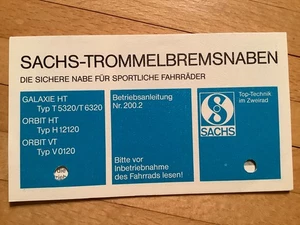 SACHS-TROMMELBREMSNABEN
DIE SICHERE NABE FÜR SPORTLICHE FAHRRÄDER
GALAXIE HT
Typ T 5320/T 6320
ORBIT HT
Typ H 12120
ORBIT VT
Typ V 0120
Betriebsanleitung
Nr. 200.2
Bitte vor
Inbetriebnahme
des Fahrrads lesen!
SACHS
Top-Technik
im Zweirad